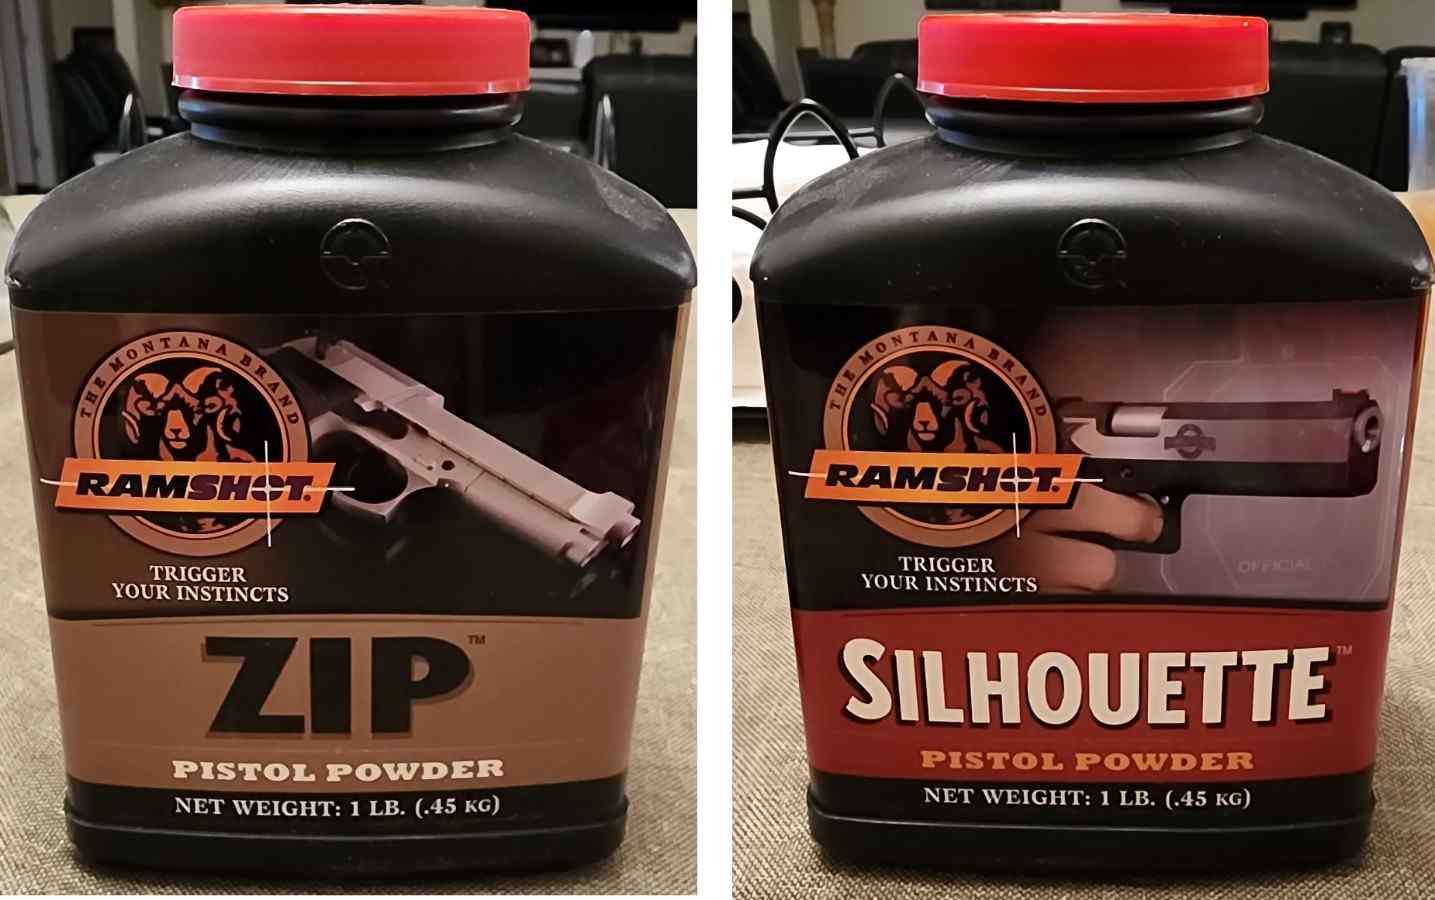 THE MONTANA BRAND
RAMSHOT.
TRIGGER
YOUR INSTINCTS
ZIP™
PISTOL POWDER
NET WEIGHT: 1 LB. (.45 KG)
THE MONTANA BRAND
RAMSHOT.
OFFICIAL
TRIGGER
YOUR INSTINCTS
SILHOUETTE™
PISTOL POWDER
NET WEIGHT: 1 LB. (.45 KG)